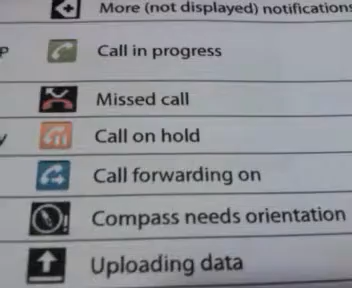 More (not displayed) notifications
Call in progress
Missed call
Call on hold
Call forwarding on
Compass needs orientation
Uploading data